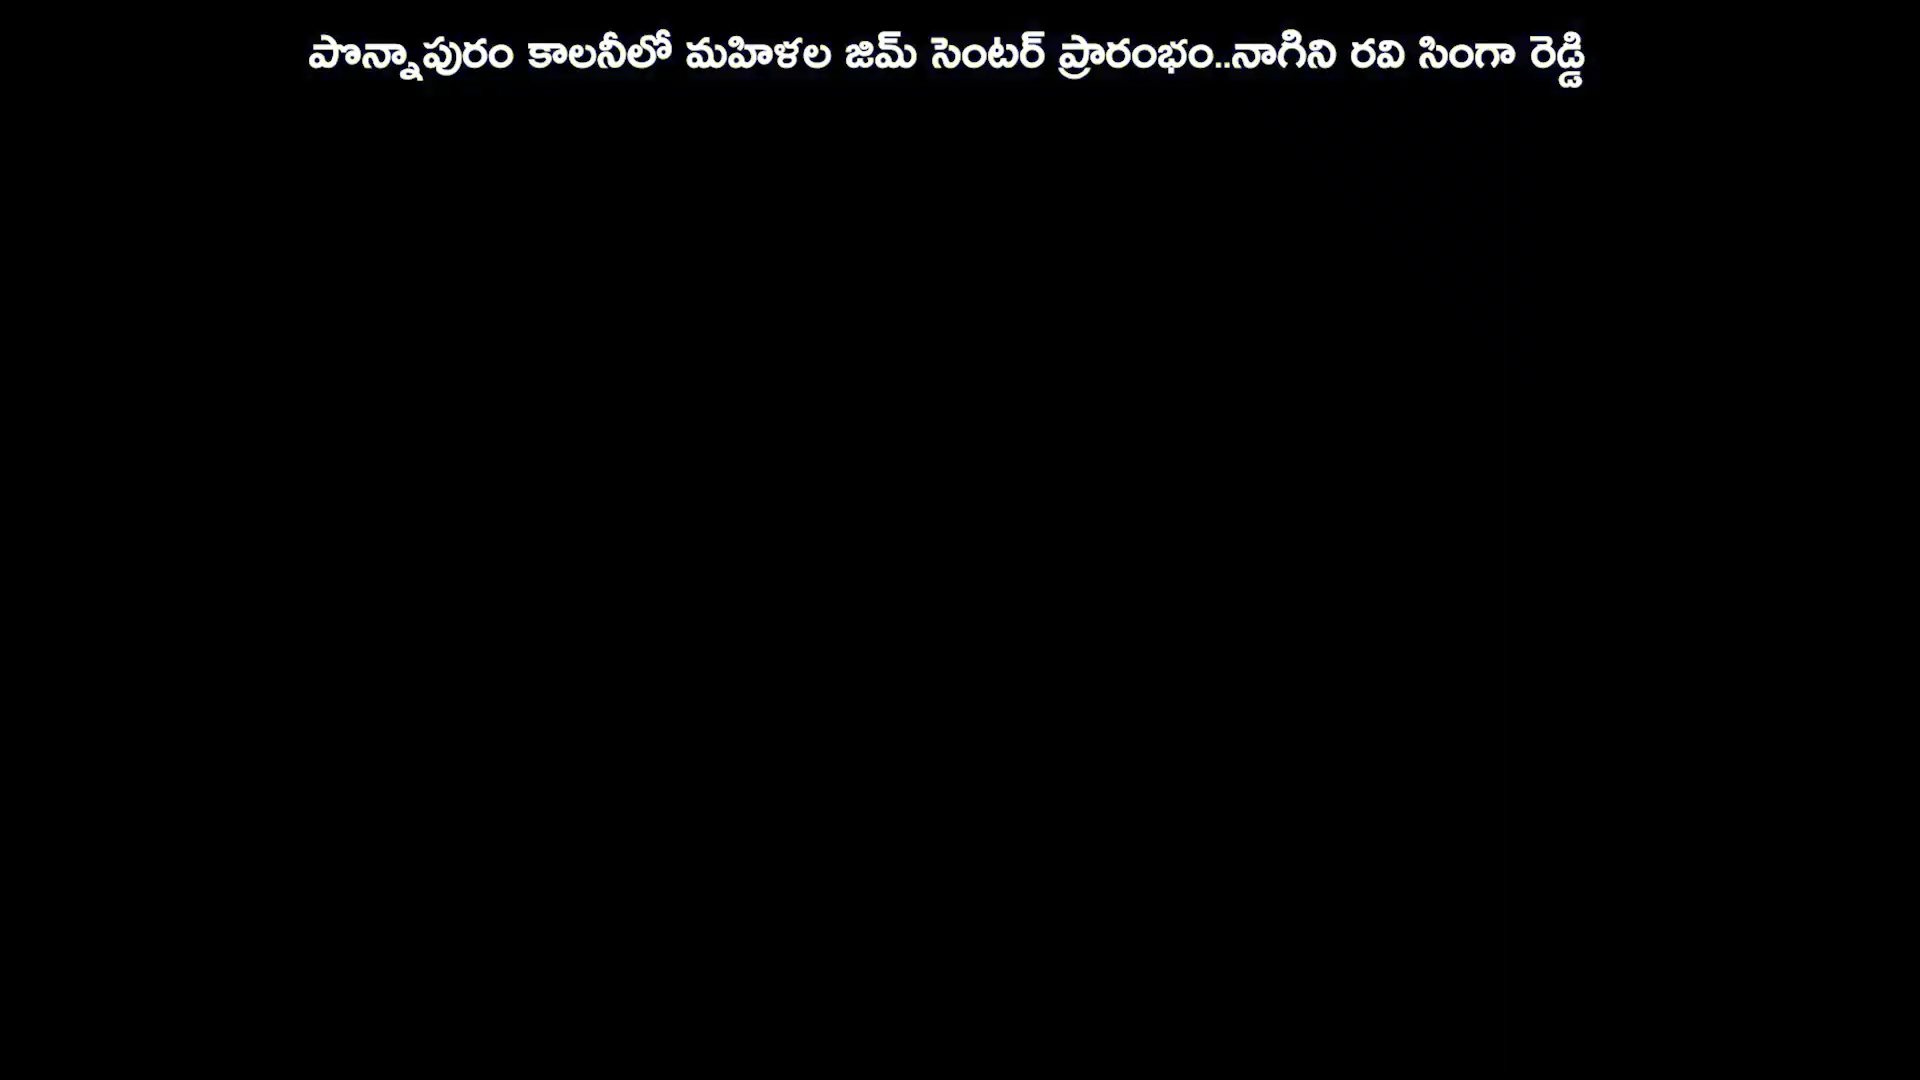 పొన్నాపురం కాలనీలో మహిళల జిమ్ సెంటర్ ప్రారంభం..నాగిని రవి సింగా రెడ్డి